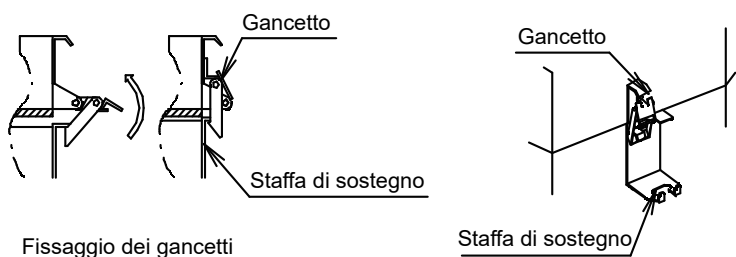 Gancetto
Gancetto
Staffa di sostegno
Staffa di sostegno
Fissaggio dei gancetti